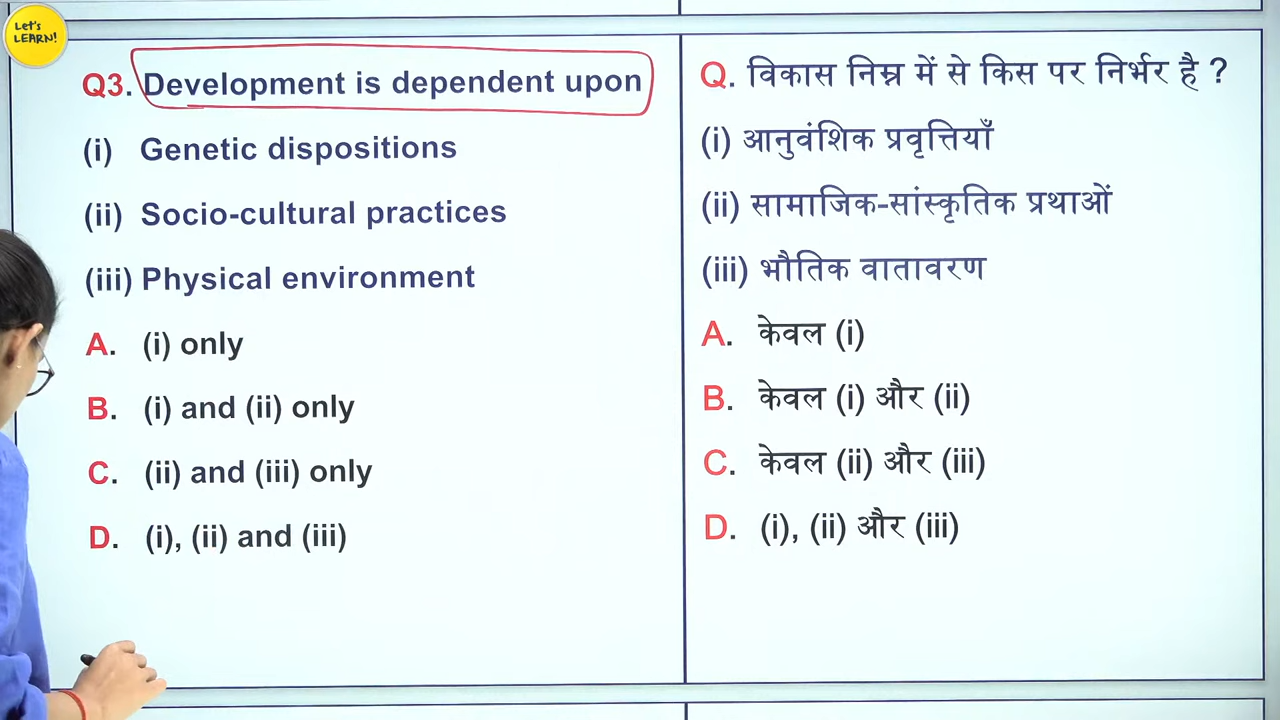 Let's
LEARN!
Q3. Development is dependent upon
(i) Genetic dispositions
(ii) Socio-cultural practices
(iii) Physical environment
A. (i) only
B. (i) and (ii) only
C. (ii) and (iii) only
D. (i), (ii) and (iii)
Q. विकास निम्न में से किस पर निर्भर है ?
(i) आनुवंशिक प्रवृत्तियाँ
(ii) सामाजिक-सांस्कृतिक प्रथाओं
(iii) भौतिक वातावरण
A. केवल (i)
B. केवल (i) और (ii)
C. केवल (ii) और (iii)
D. (i), (ii) और (iii)